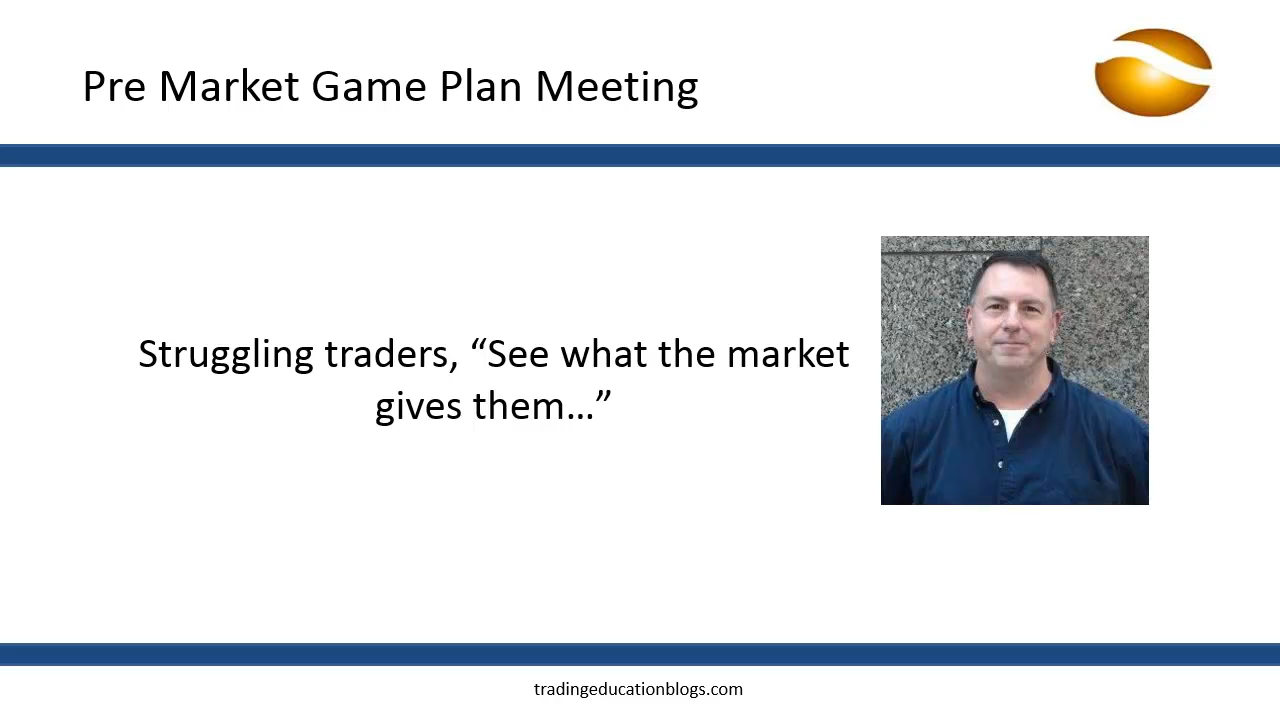 Pre Market Game Plan Meeting
Struggling traders, “See what the market
gives them…”
tradingeducationblogs.com